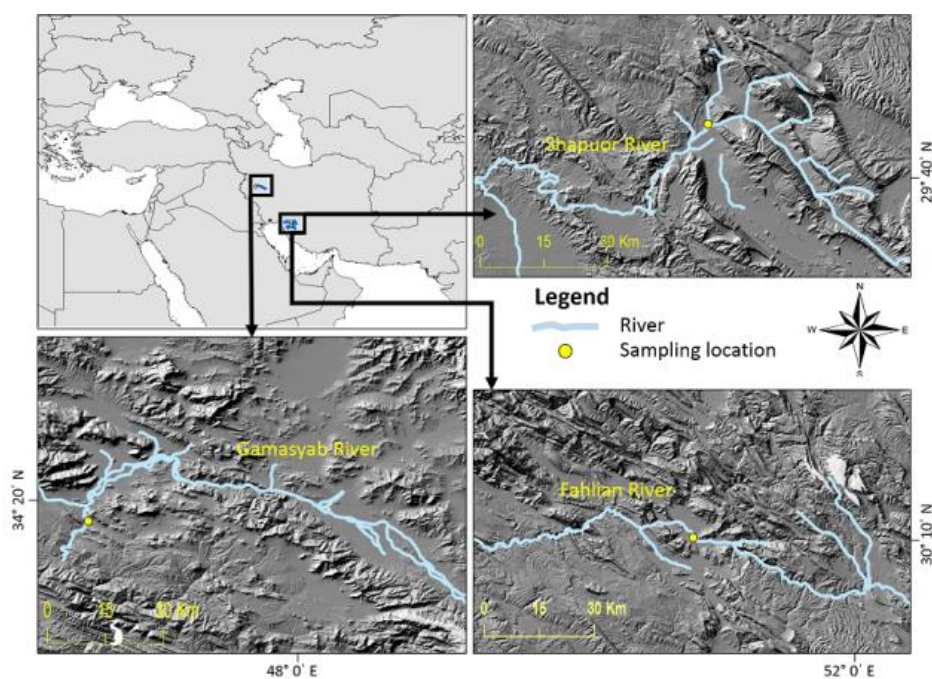 Shapuor River
29° 40' N
0 15 30 Km
Legend
River
Sampling location
N
W E
S
Gamasyab River
34° 20' N
0 15 30 Km
48° 0' E
Fahlian River
30° 10' N
0 15 30 Km
52° 0' E